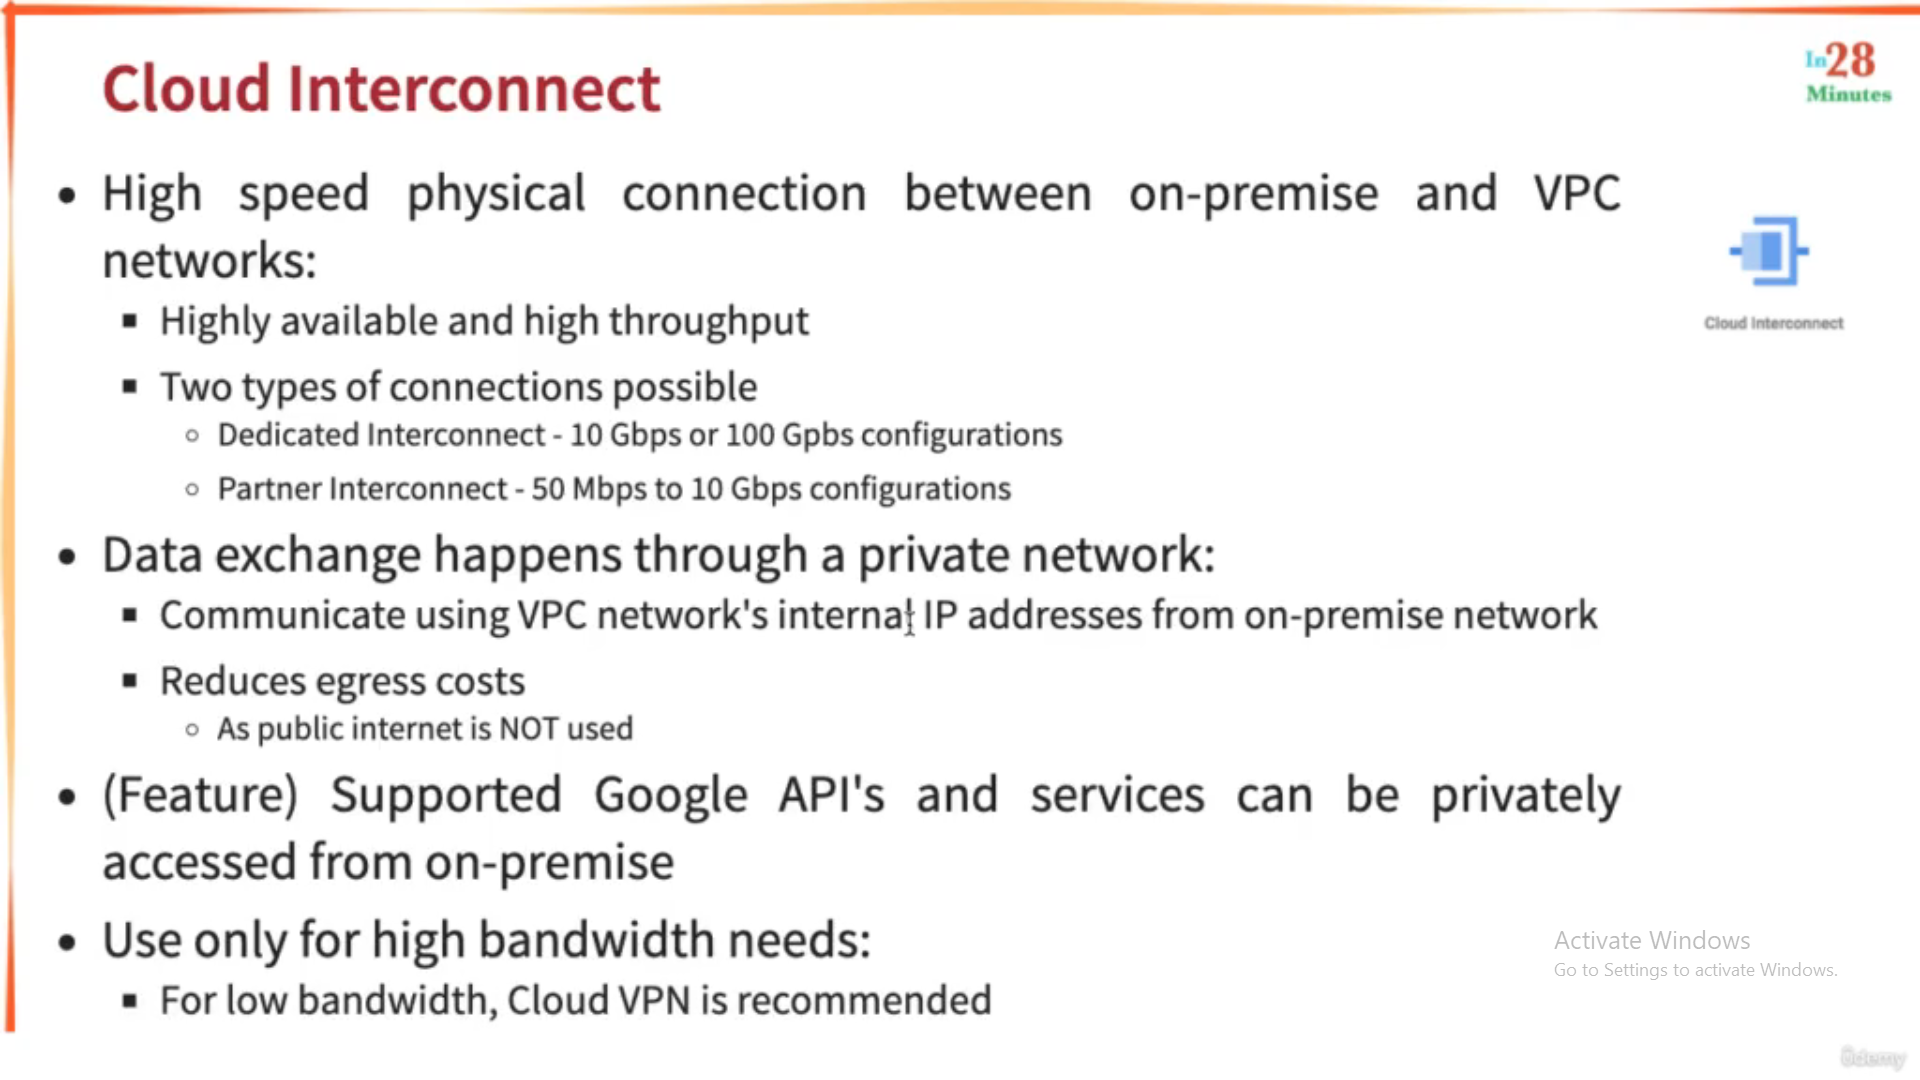 Cloud Interconnect
In28
Minutes
• High speed physical connection between on-premise and VPC
networks:
▪ Highly available and high throughput
▪ Two types of connections possible
○ Dedicated Interconnect - 10 Gbps or 100 Gpbs configurations
○ Partner Interconnect - 50 Mbps to 10 Gbps configurations
Cloud Interconnect
• Data exchange happens through a private network:
▪ Communicate using VPC network's internal IP addresses from on-premise network
▪ Reduces egress costs
○ As public internet is NOT used
• (Feature) Supported Google API's and services can be privately
accessed from on-premise
• Use only for high bandwidth needs:
▪ For low bandwidth, Cloud VPN is recommended
Activate Windows
Go to Settings to activate Windows.
ûdemy